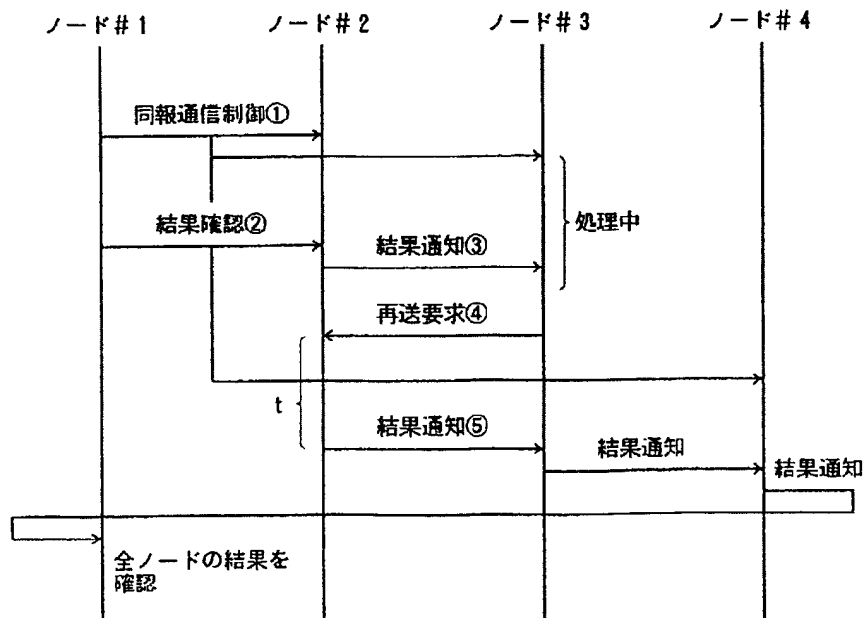 ノード#1
ノード#2
ノード#3
ノード#4
同報通信制御①
結果確認②
結果通知③
処理中
再送要求④
t
結果通知⑤
結果通知
結果通知
全ノードの結果を
確認